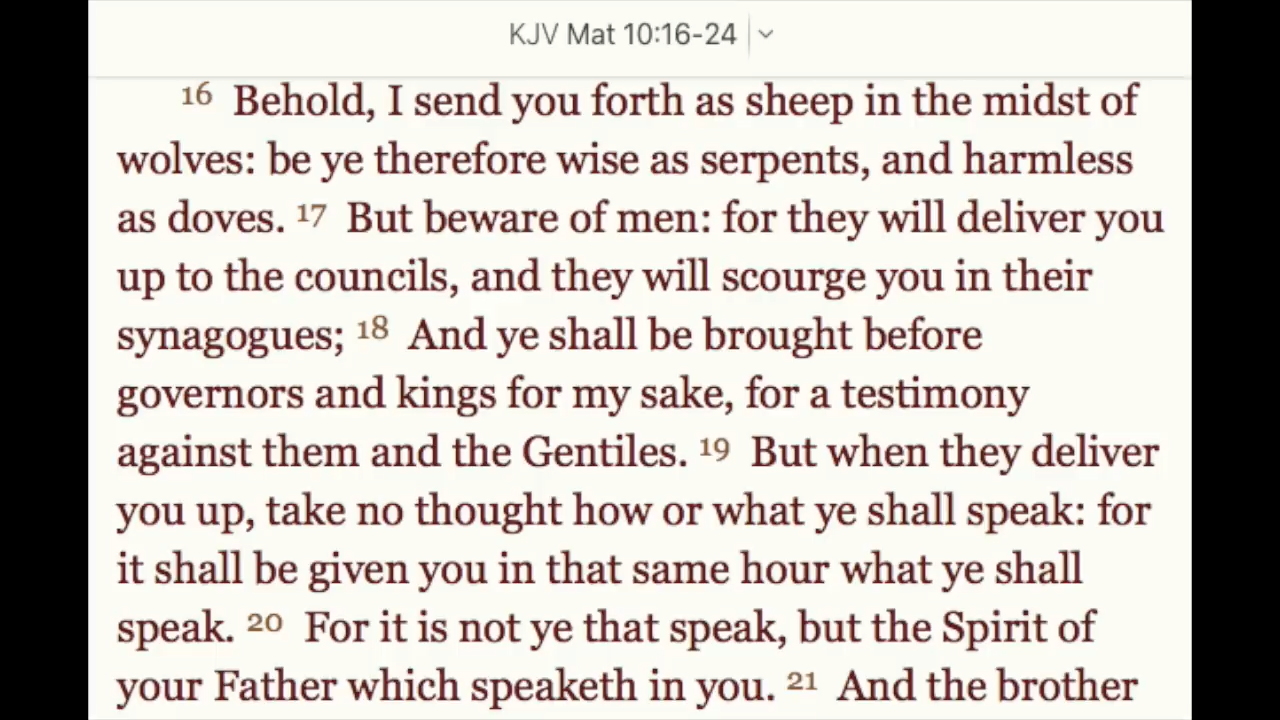 KJV Mat 10:16-24
16 Behold, I send you forth as sheep in the midst of
wolves: be ye therefore wise as serpents, and harmless
as doves. 17 But beware of men: for they will deliver you
up to the councils, and they will scourge you in their
synagogues; 18 And ye shall be brought before
governors and kings for my sake, for a testimony
against them and the Gentiles. 19 But when they deliver
you up, take no thought how or what ye shall speak: for
it shall be given you in that same hour what ye shall
speak. 20 For it is not ye that speak, but the Spirit of
your Father which speaketh in you. 21 And the brother